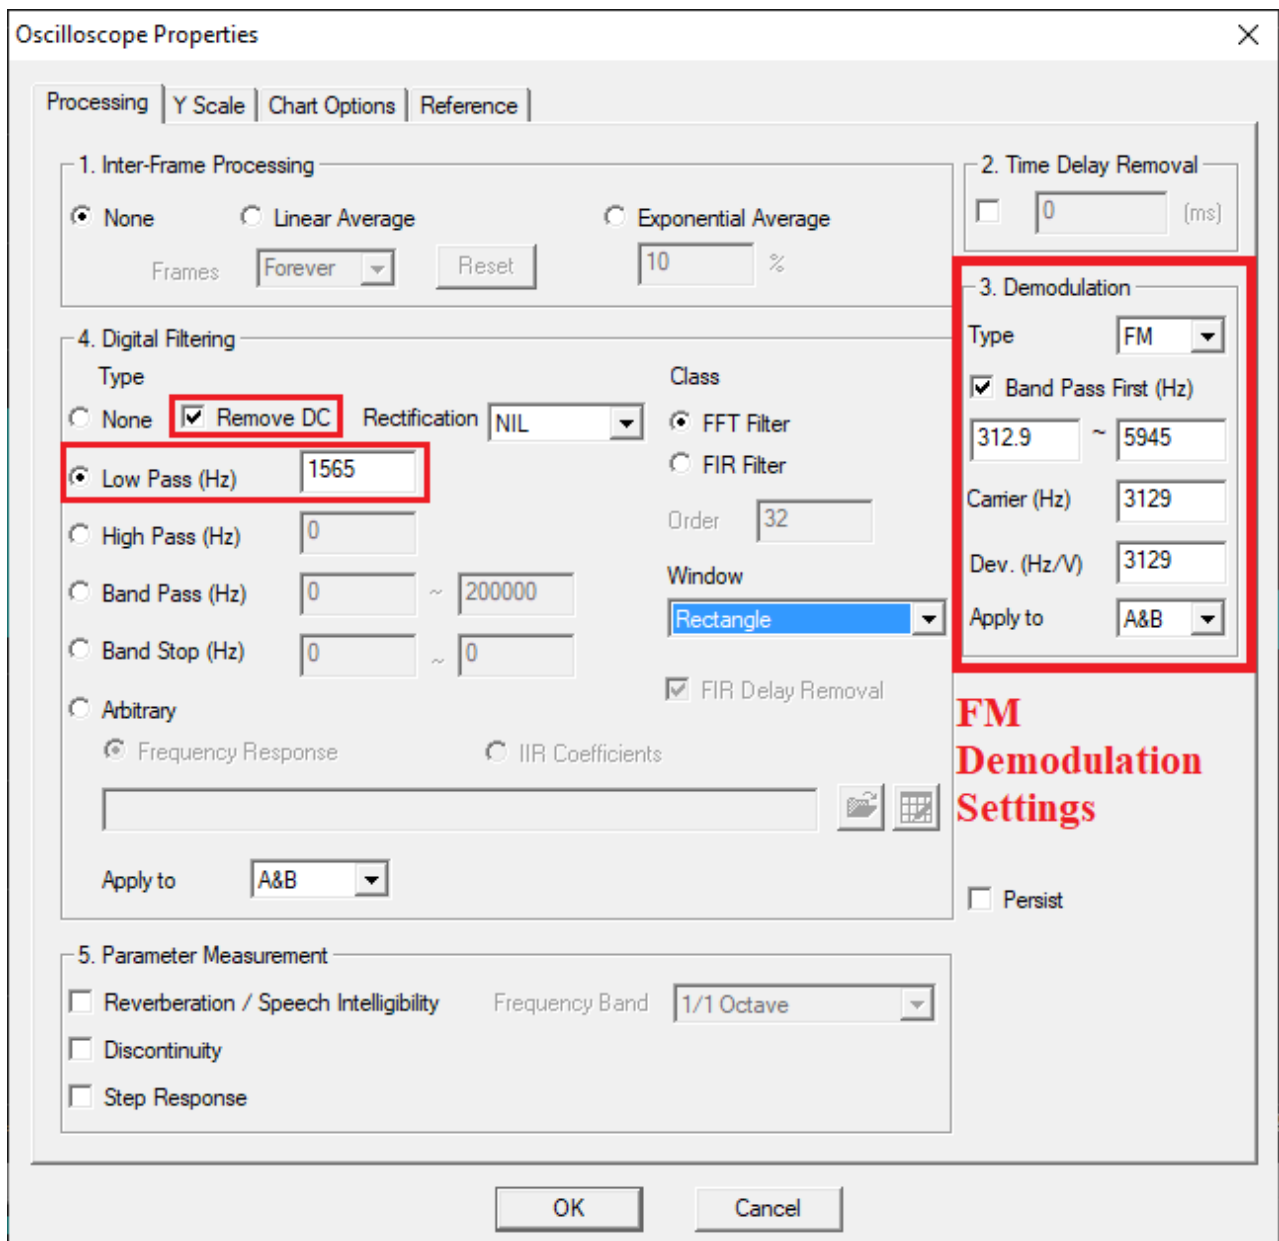 Oscilloscope Properties
Processing Y Scale Chart Options Reference
1. Inter-Frame Processing
None Linear Average Exponential Average
Frames Forever Reset 10 %
2. Time Delay Removal
0 (ms)
3. Demodulation
Type FM
Band Pass First (Hz)
312.9 ~ 5945
Carrier (Hz) 3129
Dev. (Hz/V) 3129
Apply to A&B
4. Digital Filtering
Type Class
None Remove DC Rectification NIL FFT Filter
Low Pass (Hz) 1565 FIR Filter
High Pass (Hz) 0 Order 32
Band Pass (Hz) 0 ~ 200000 Window
Rectangle
Band Stop (Hz) 0 ~ 0
FIR Delay Removal
Arbitrary
Frequency Response IIR Coefficients
Apply to A&B
FM
Demodulation
Settings
Persist
5. Parameter Measurement
Reverberation / Speech Intelligibility Frequency Band 1/1 Octave
Discontinuity
Step Response
OK Cancel